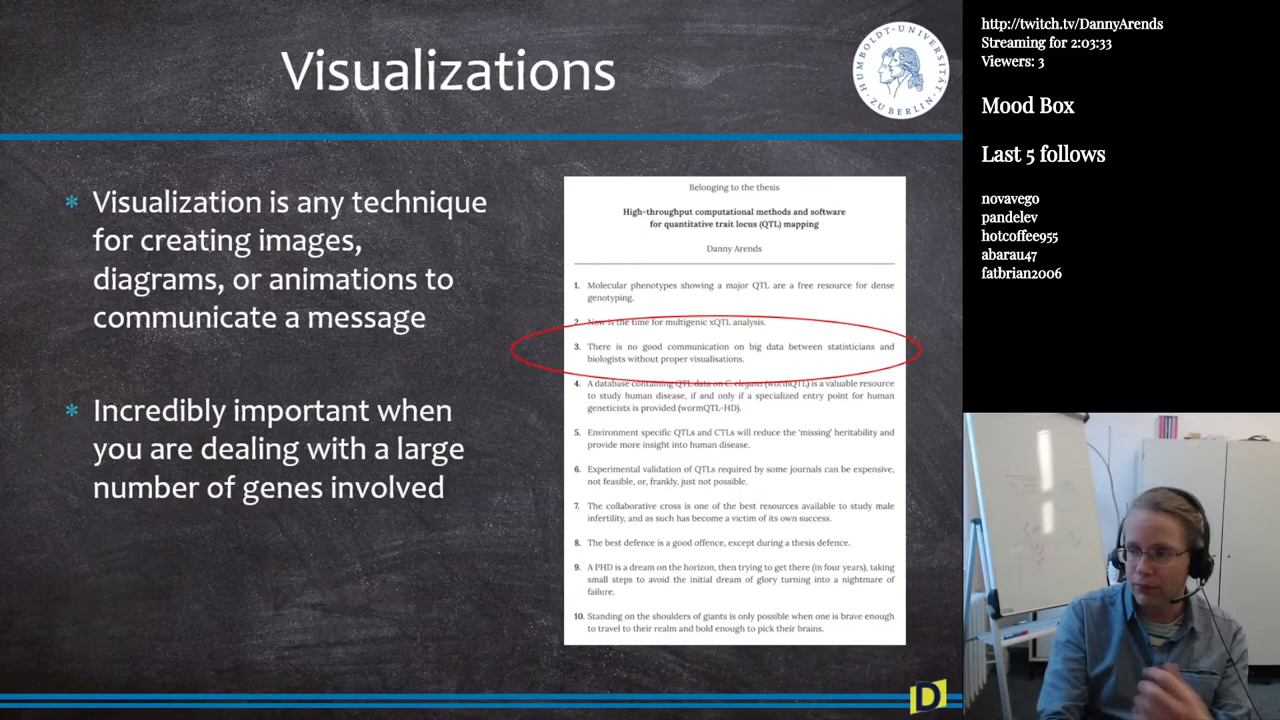 Visualizations
HUMBOLDT-UNIVERSITÄT ZU BERLIN
* Visualization is any technique
for creating images,
diagrams, or animations to
communicate a message
* Incredibly important when
you are dealing with a large
number of genes involved
Belonging to the thesis
High-throughput computational methods and software
for quantitative trait locus (QTL) mapping
Danny Arends
1. Molecular phenotypes showing a major QTL are a free resource for dense
genotyping.
2. Now is the time for multigenic xQTL analysis.
3. There is no good communication on big data between statisticians and
biologists without proper visualisations.
4. A database containing QTL data on C. elegans (wormQTL) is a valuable resource
to study human disease, if and only if a specialized entry point for human
geneticists is provided (wormQTL-HD).
5. Environment specific QTLs and CTLs will reduce the 'missing' heritability and
provide more insight into human disease.
6. Experimental validation of QTLs required by some journals can be expensive,
not feasible, or, frankly, just not possible.
7. The collaborative cross is one of the best resources available to study male
infertility, and as such has become a victim of its own success.
8. The best defence is a good offence, except during a thesis defence.
9. A PHD is a dream on the horizon, then trying to get there (in four years), taking
small steps to avoid the initial dream of glory turning into a nightmare of
failure.
10. Standing on the shoulders of giants is only possible when one is brave enough
to travel to their realm and bold enough to pick their brains.
D
http://twitch.tv/DannyArends
Streaming for 2:03:33
Viewers: 3
Mood Box
Last 5 follows
novavego
pandelev
hotcoffee955
abarau47
fatbrian2006